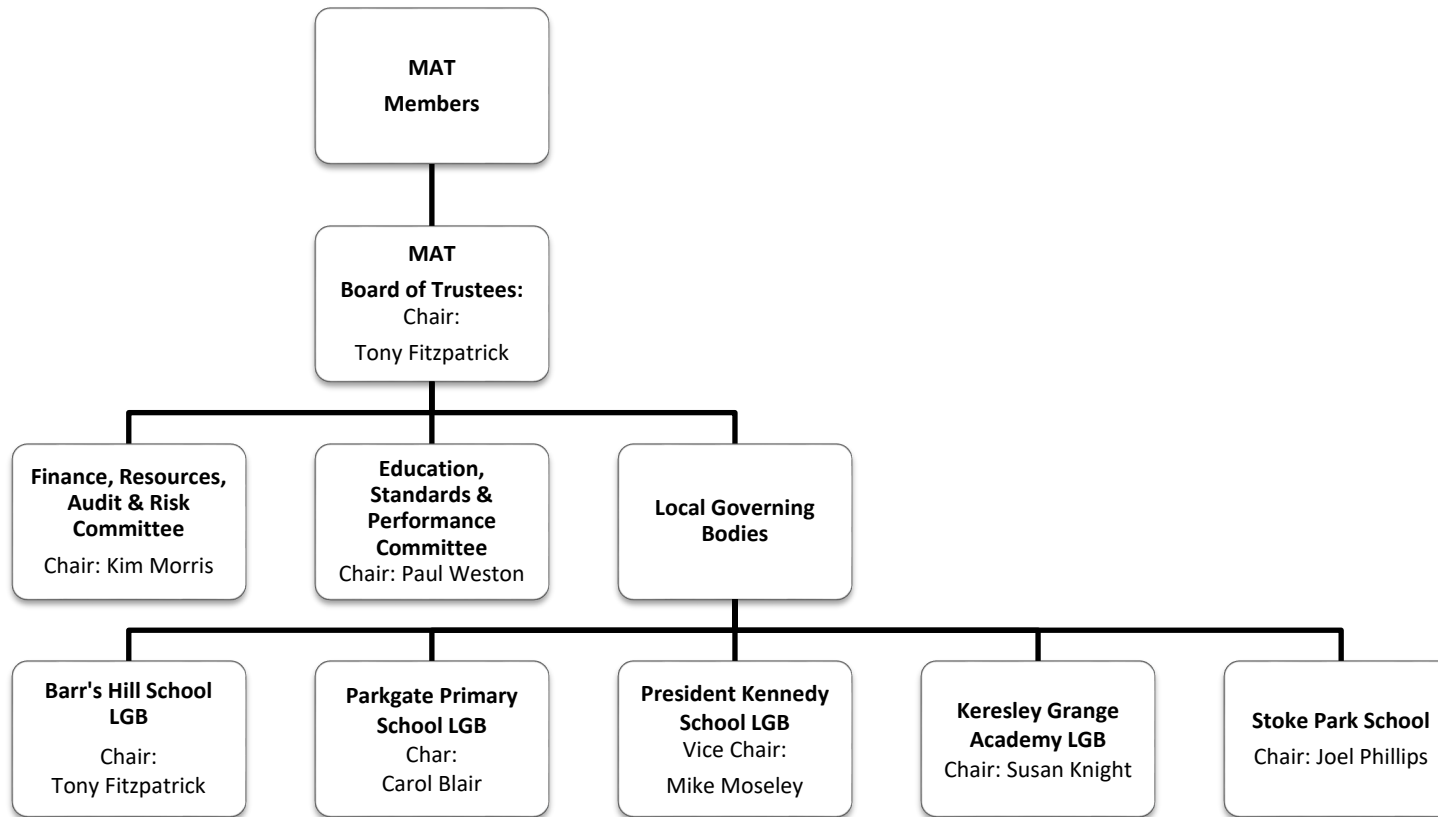 MAT
Members
MAT
Board of Trustees:
Chair:
Tony Fitzpatrick
Finance, Resources,
Audit & Risk
Committee
Chair: Kim Morris
Education,
Standards &
Performance
Committee
Chair: Paul Weston
Local Governing
Bodies
Barr's Hill School
LGB
Chair:
Tony Fitzpatrick
Parkgate Primary
School LGB
Char:
Carol Blair
President Kennedy
School LGB
Vice Chair:
Mike Moseley
Keresley Grange
Academy LGB
Chair: Susan Knight
Stoke Park School
Chair: Joel Phillips